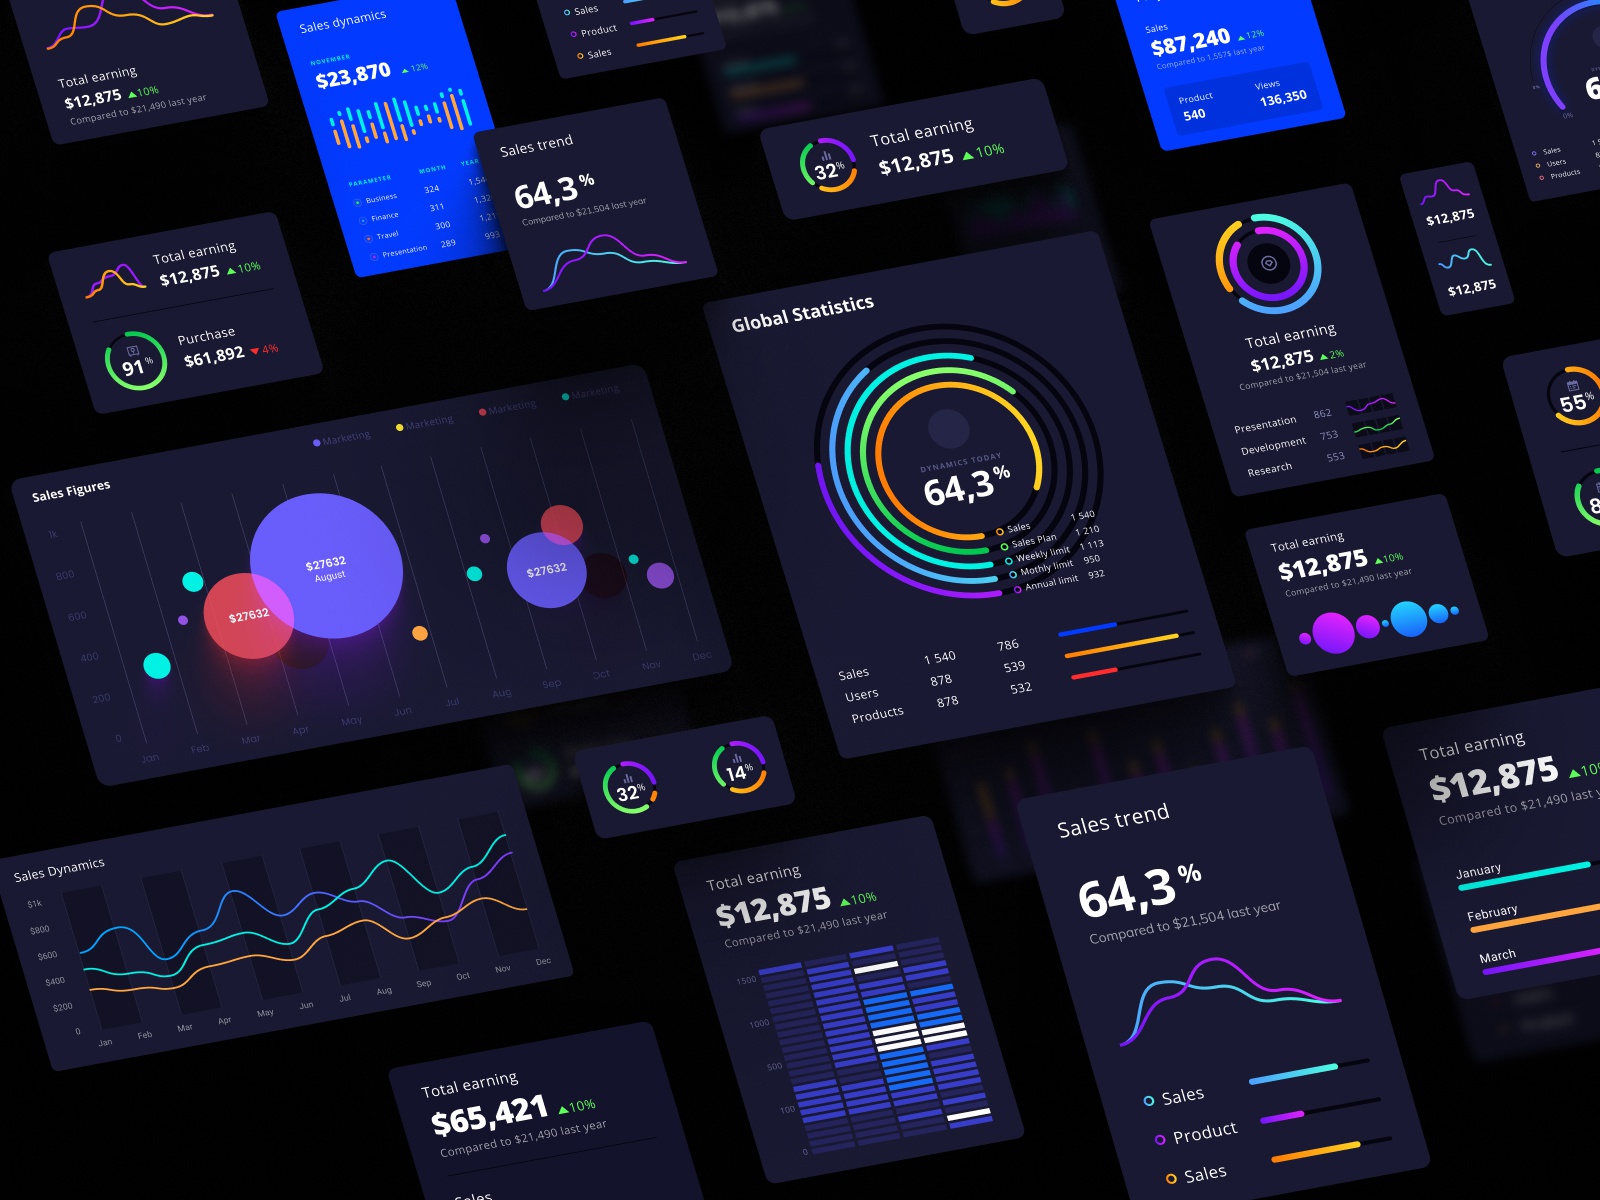 Total earning
$12,875 ▲10%
Compared to $21,490 last year
Sales dynamics
NOVEMBER
$23,870 ▲ 12%
PARAMETER MONTH
Business 324
Finance 311
Travel 300
Presentation 289 993
Sales
Product
Sales
Sales trend
64,3%
Compared to $21,504 last year
32%
Total earning
$12,875 ▲10%
Sales
$87,240 ▲12%
Compared to 1,557$ last year
Product Views
540 136,350
0%
Sales
Users
Products
Total earning
$12,875 ▲10%
91%
Purchase
$61,892 ▼4%
$12,875
$12,875
Total earning
$12,875 ▲2%
Compared to $21,504 last year
Presentation 862
Development 753
Research 553
55%
Global Statistics
DYNAMICS TODAY
64,3%
Sales 1 540
Sales Plan 1 210
Weekly limit 1 113
Mothly limit 950
Annual limit 932
Sales 1 540 786
Users 878 539
Products 878 532
Sales Figures
Marketing
Marketing
Marketing
Marketing
1k
800
600
400
200
0
$27632
August
$27632
$27632
Jan Feb Mar Apr May Jun Jul Aug Sep Oct Nov Dec
Total earning
$12,875 ▲10%
Compared to $21,490 last year
32%
14%
Sales Dynamics
$1k
$800
$600
$400
$200
0
Jan Feb Mar Apr May Jun Jul Aug Sep Oct Nov Dec
Total earning
$12,875 ▲10%
Compared to $21,490 last year
1500
1000
500
100
0
Sales trend
64,3%
Compared to $21,504 last year
Sales
Product
Sales
Total earning
$12,875
Compared to $21,490 last
January
February
March
Total earning
$65,421 ▲10%
Compared to $21,490 last year
Sales